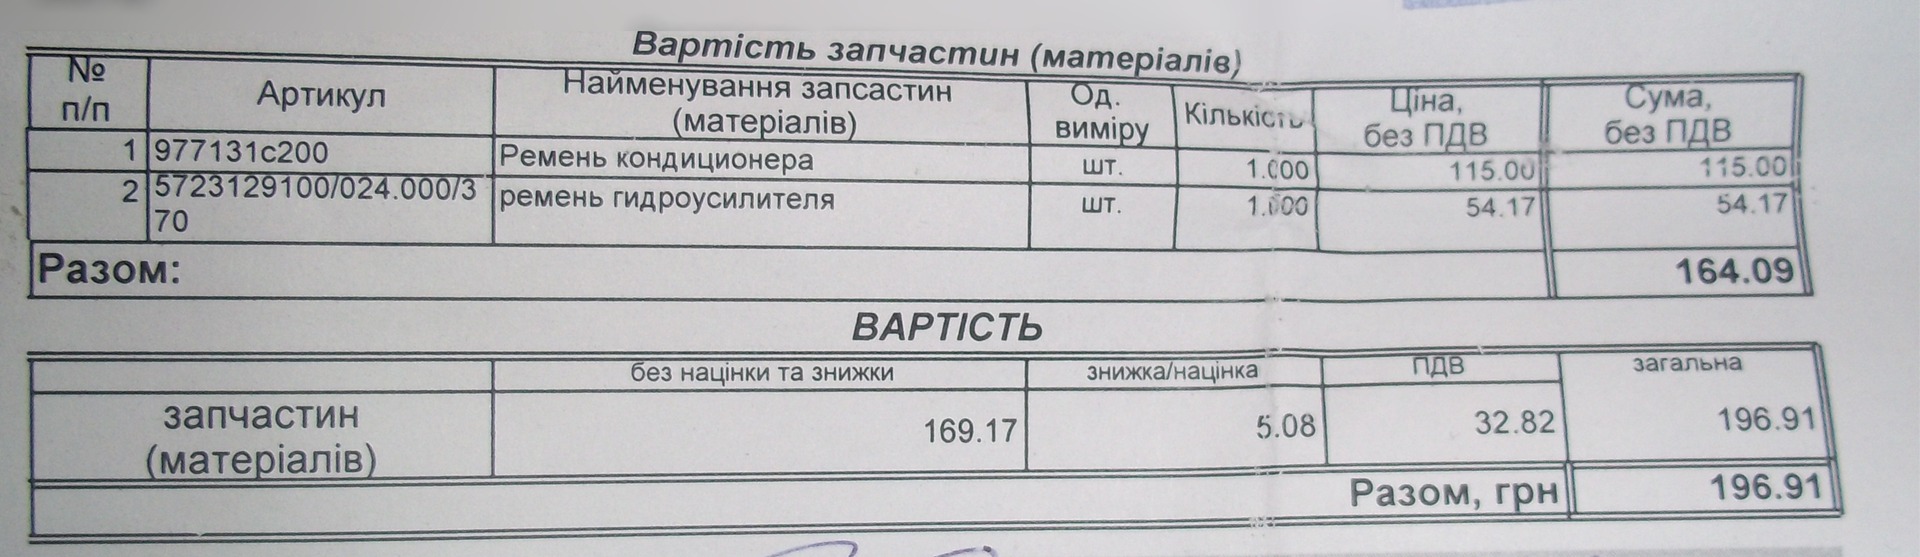 Вартість запчастин (матеріалів)
№ п/п Артикул Найменування запсастин (матеріалів) Од. виміру Кількість Ціна, без ПДВ Сума, без ПДВ
1 977131с200 Ремень кондиционера шт. 1.000 115.00 115.00
2 5723129100/024.000/3 ремень гидроусилителя шт. 1.000 54.17 54.17
70
Разом: 164.09
ВАРТІСТЬ
без націнки та знижки знижка/націнка ПДВ загальна
запчастин
(матеріалів) 169.17 5.08 32.82 196.91
Разом, грн 196.91